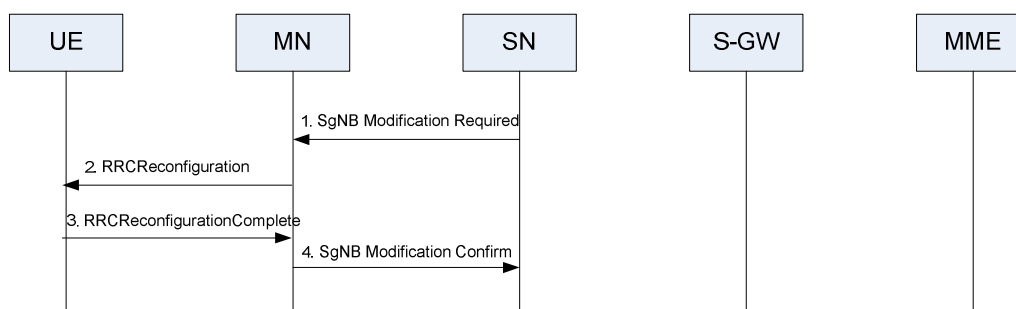 UE
MN
SN
S-GW
MME
1. SgNB Modification Required
2. RRCReconfiguration
3. RRCReconfigurationComplete
4. SgNB Modification Confirm